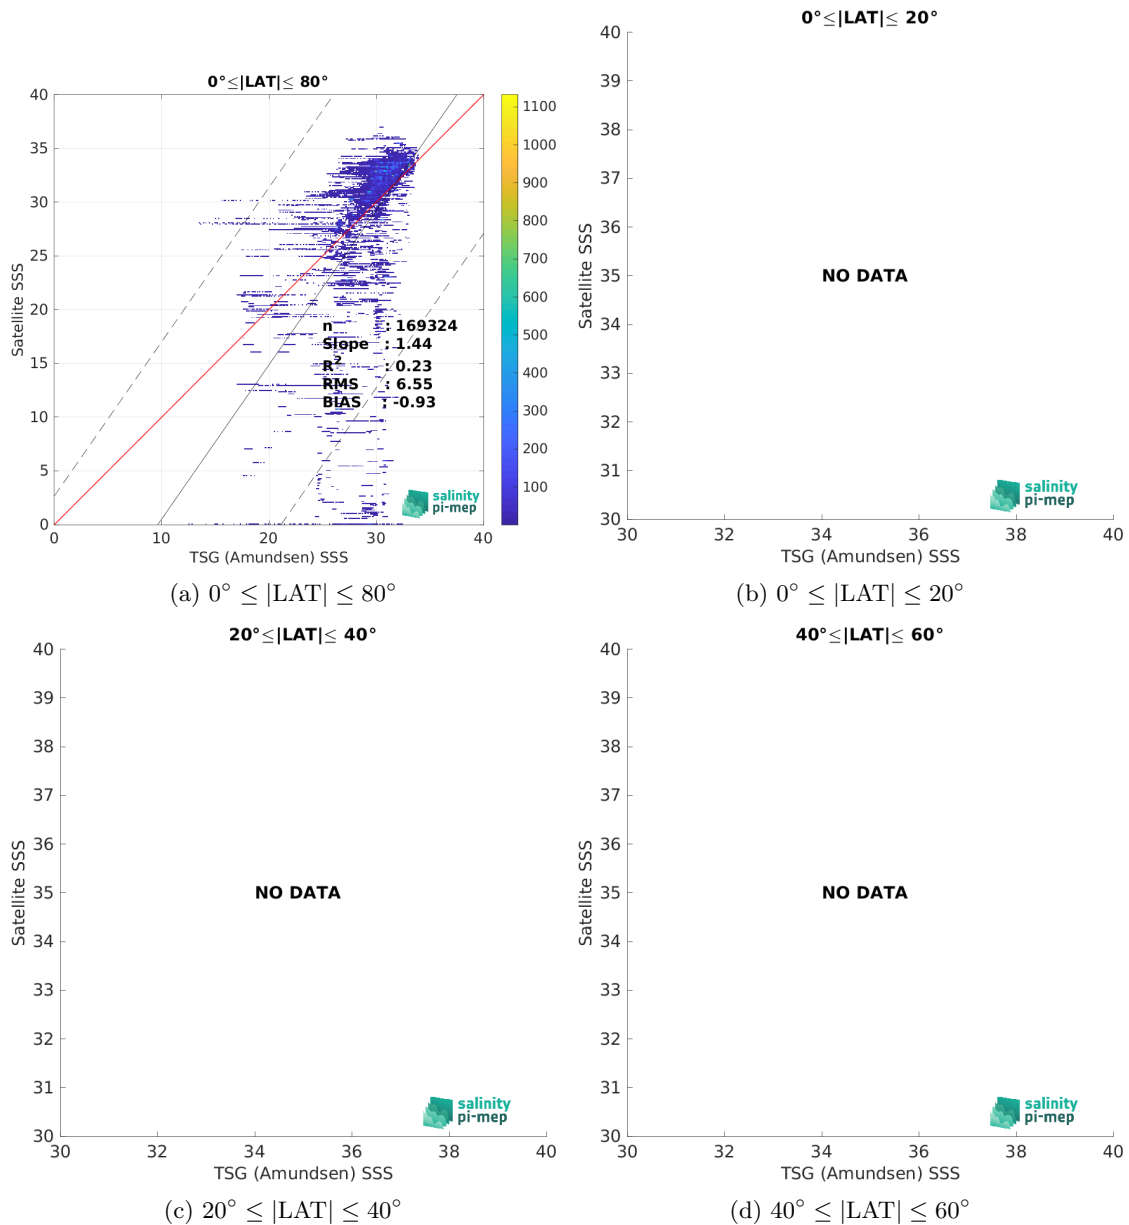 0°≤|LAT|≤ 80°
40
35
30
25
20
15
10
5
0
Satellite SSS
0 10 20 30 40
TSG (Amundsen) SSS
n : 169324
Slope : 1.44
R² : 0.23
RMS : 6.55
BIAS : -0.93
salinity
pi-mep
1100
1000
900
800
700
600
500
400
300
200
100
(a) 0° ≤ |LAT| ≤ 80°
0°≤|LAT|≤ 20°
40
39
38
37
36
35
34
33
32
31
30
Satellite SSS
NO DATA
salinity
pi-mep
30 32 34 36 38 40
TSG (Amundsen) SSS
(b) 0° ≤ |LAT| ≤ 20°
20°≤|LAT|≤ 40°
40
39
38
37
36
35
34
33
32
31
30
Satellite SSS
NO DATA
salinity
pi-mep
30 32 34 36 38 40
TSG (Amundsen) SSS
(c) 20° ≤ |LAT| ≤ 40°
40°≤|LAT|≤ 60°
40
39
38
37
36
35
34
33
32
31
30
Satellite SSS
NO DATA
salinity
pi-mep
30 32 34 36 38 40
TSG (Amundsen) SSS
(d) 40° ≤ |LAT| ≤ 60°